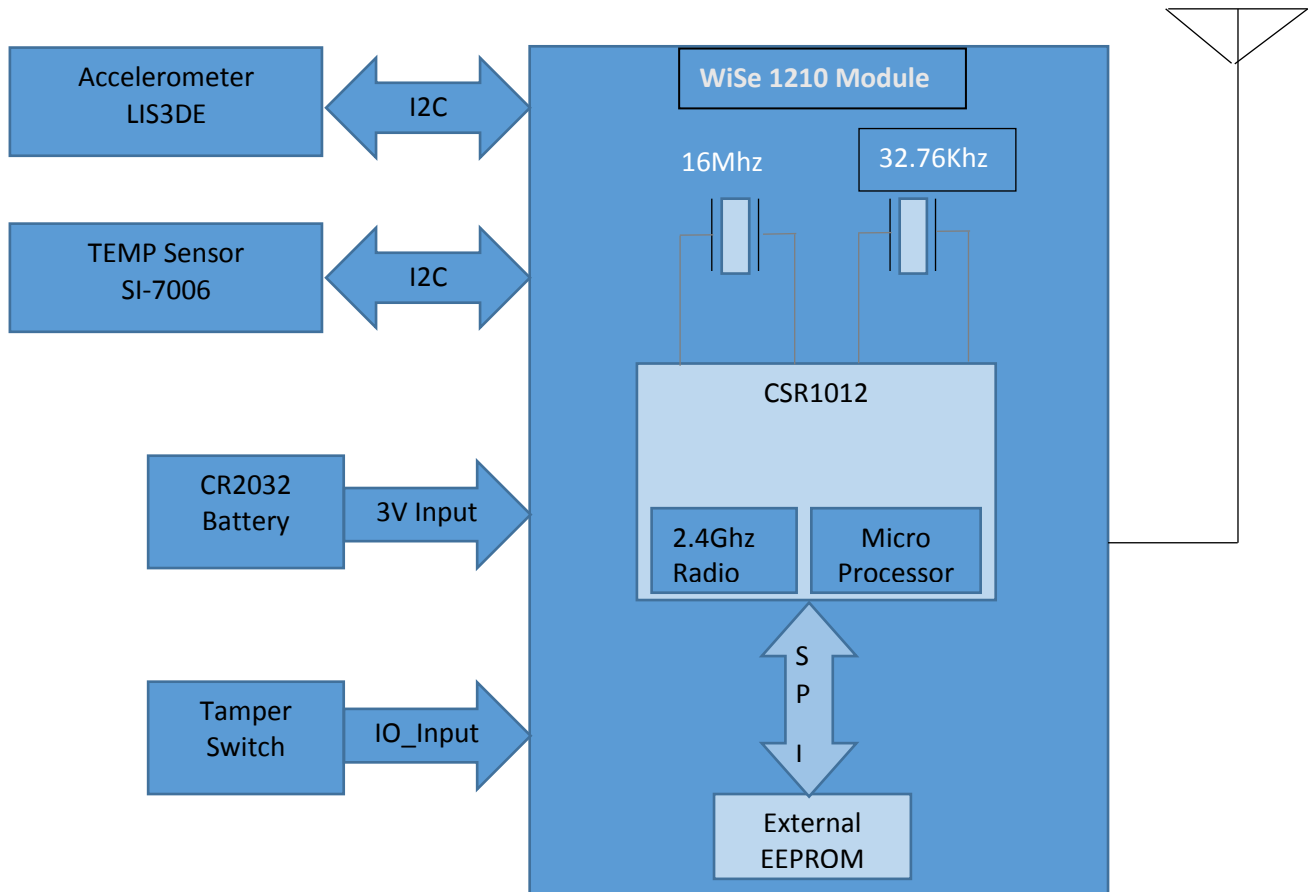 Accelerometer
LIS3DE
I2C
WiSe 1210 Module
16Mhz
32.76Khz
TEMP Sensor
SI-7006
I2C
CSR1012
CR2032
Battery
3V Input
2.4Ghz
Radio
Micro
Processor
S
P
I
Tamper
Switch
IO_Input
External
EEPROM